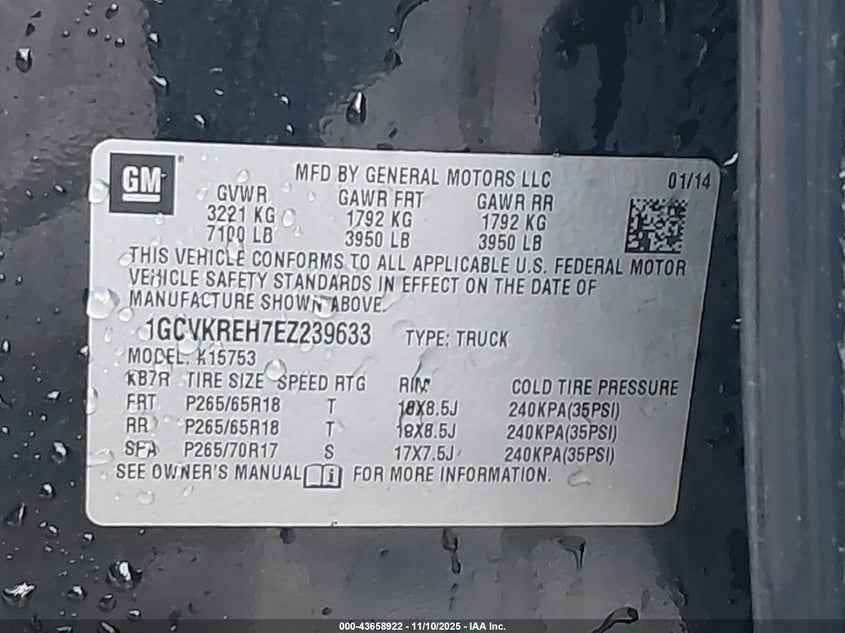 GM ®
MFD BY GENERAL MOTORS LLC 01/14
GVWR GAWR FRT GAWR RR
3221 KG 1792 KG 1792 KG
7100 LB 3950 LB 3950 LB
THIS VEHICLE CONFORMS TO ALL APPLICABLE U.S. FEDERAL MOTOR
VEHICLE SAFETY STANDARDS IN EFFECT ON THE DATE OF
MANUFACTURE SHOWN ABOVE.
1GCVKREH7EZ239633 TYPE: TRUCK
MODEL: K15753
KB7R TIRE SIZE SPEED RTG RIM COLD TIRE PRESSURE
FRT P265/65R18 T 18X8.5J 240KPA(35PSI)
RR P265/65R18 T 18X8.5J 240KPA(35PSI)
SPA P265/70R17 S 17X7.5J 240KPA(35PSI)
SEE OWNER'S MANUAL i FOR MORE INFORMATION.
000-43658922 - 11/10/2025 - IAA Inc.